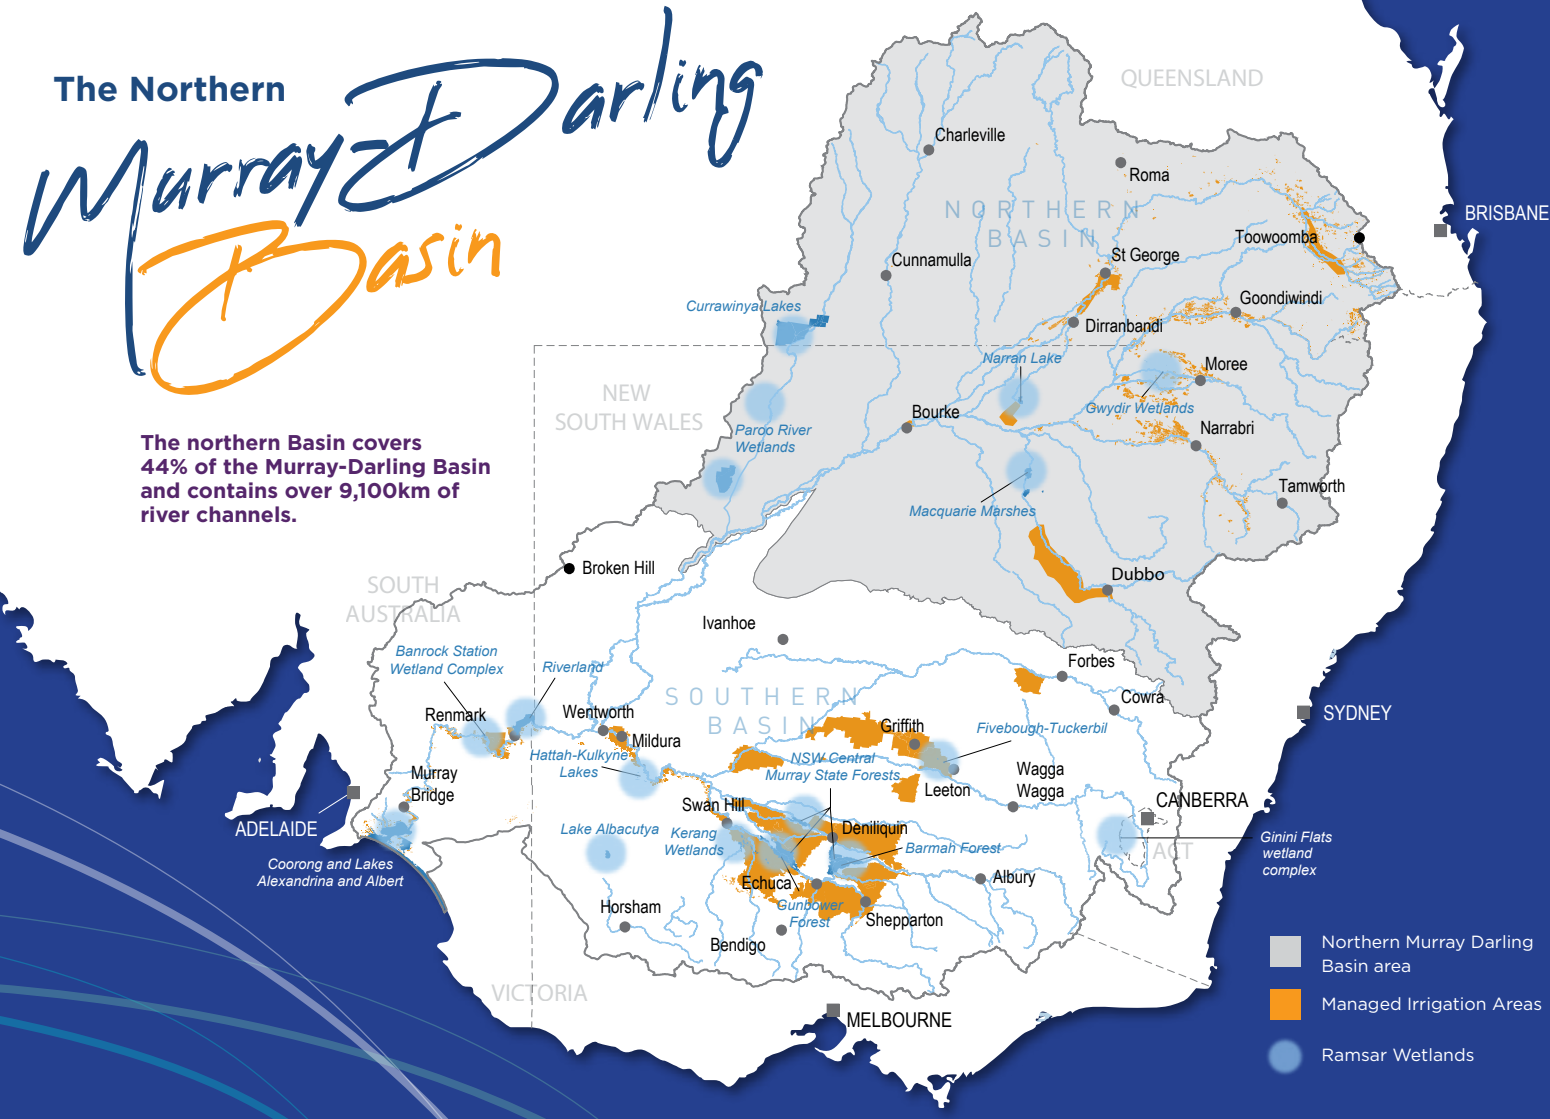 The Northern
Murray-Darling
Basin
The northern Basin covers
44% of the Murray-Darling Basin
and contains over 9,100km of
river channels.
QUEENSLAND
Charleville
Roma
NORTHERN
BASIN
BRISBANE
Toowoomba
St George
Cunnamulla
Goondiwindi
Currawinya Lakes
Dirranbandi
Narran Lake
Moree
NEW
SOUTH WALES
Gwydir Wetlands
Bourke
Paroo River
Wetlands
Narrabri
Tamworth
Macquarie Marshes
Broken Hill
Dubbo
SOUTH
AUSTRALIA
Ivanhoe
Banrock Station
Wetland Complex
Riverland
Forbes
SOUTHERN
BASIN
Cowra
Renmark
Wentworth
SYDNEY
Griffith
Fivebough-Tuckerbil
Mildura
Hattah-Kulkyne
Lakes
NSW Central
Murray State Forests
Wagga
Wagga
Leeton
Murray
Bridge
Swan Hill
CANBERRA
ADELAIDE
Lake Albacutya
Kerang
Wetlands
Deniliquin
Barmah Forest
ACT
Ginini Flats
wetland
complex
Coorong and Lakes
Alexandrina and Albert
Echuca
Albury
Gunbower
Forest
Horsham
Shepparton
Bendigo
VICTORIA
MELBOURNE
Northern Murray Darling
Basin area
Managed Irrigation Areas
Ramsar Wetlands